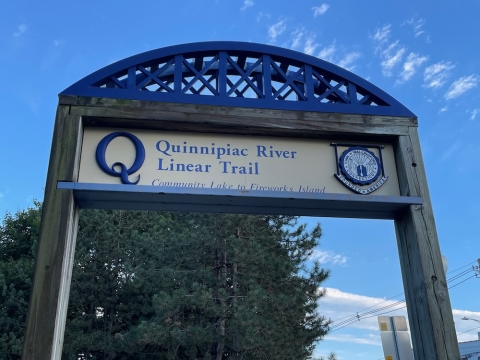 Q
Quinnipiac River
Linear Trail
Community Lake to Fireworks Island